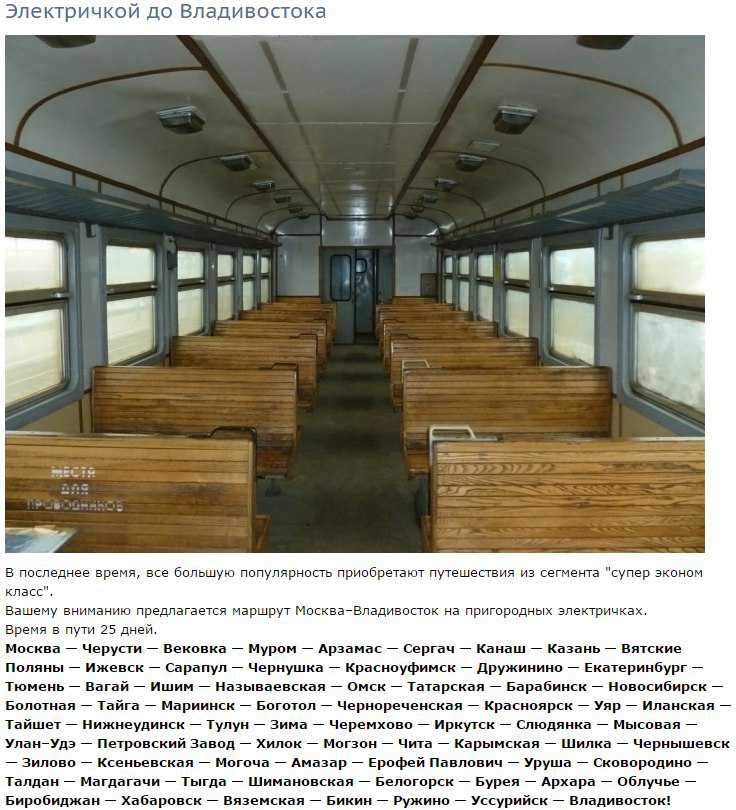 Электричкой до Владивостока
МЕСТА
ДЛЯ
ПРОВОДНИКОВ
В последнее время, все большую популярность приобретают путешествия из сегмента "супер эконом
класс".
Вашему вниманию предлагается маршрут Москва–Владивосток на пригородных электричках.
Время в пути 25 дней.
Москва — Черусти — Вековка — Муром — Арзамас — Сергач — Канаш — Казань — Вятские
Поляны — Ижевск — Сарапул — Чернушка — Красноуфимск — Дружинино — Екатеринбург —
Тюмень — Вагай — Ишим — Называевская — Омск — Татарская — Барабинск — Новосибирск —
Болотная — Тайга — Мариинск — Боготол — Чернореченская — Красноярск — Уяр — Иланская —
Тайшет — Нижнеудинск — Тулун — Зима — Черемхово — Иркутск — Слюдянка — Мысовая —
Улан–Удэ — Петровский Завод — Хилок — Могзон — Чита — Карымская — Шилка — Чернышевск
— Зилово — Ксеньевская — Могоча — Амазар — Ерофей Павлович — Уруша — Сковородино —
Талдан — Магдагачи — Тыгда — Шимановская — Белогорск — Бурея — Архара — Облучье —
Биробиджан — Хабаровск — Вяземская — Бикин — Ружино — Уссурийск — Владивосток!